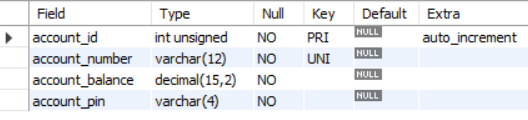 Field Type Null Key Default Extra
account_id int unsigned NO PRI NULL auto_increment
account_number varchar(12) NO UNI NULL
account_balance decimal(15,2) NO NULL
account_pin varchar(4) NO NULL